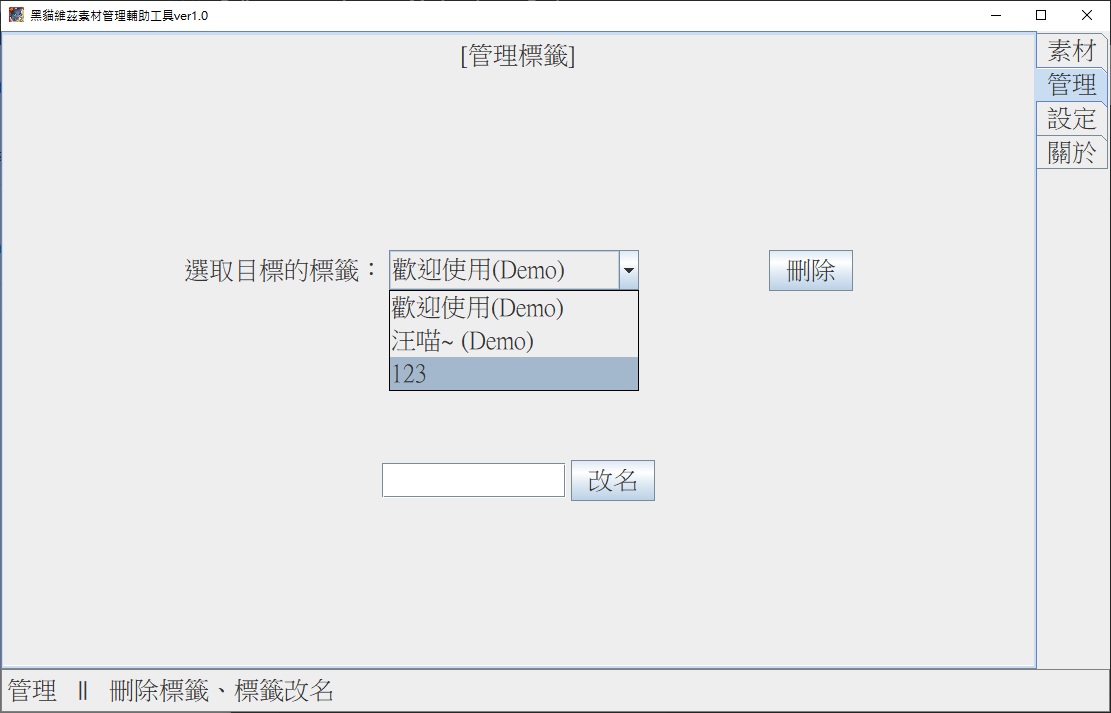 黑貓維茲素材管理輔助工具ver1.0
[管理標籤]
素材
管理
設定
關於
選取目標的標籤：
歡迎使用(Demo)
刪除
歡迎使用(Demo)
汪喵~ (Demo)
123
改名
管理 ‖ 刪除標籤、標籤改名